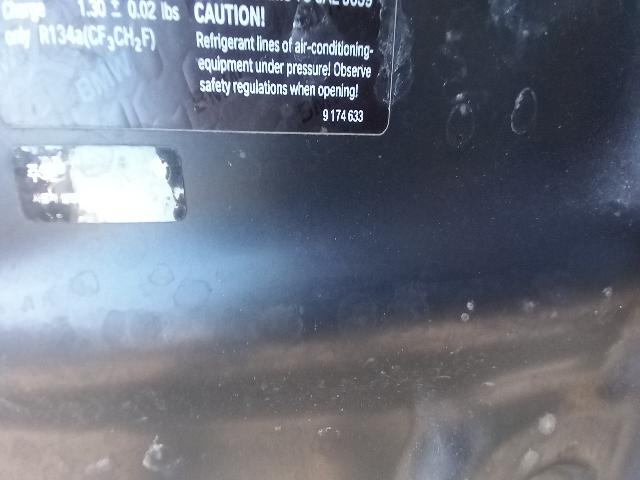 Charge 1.30 ± 0.02 lbs
only R134a(CF₃CH₂F)
CAUTION!
Refrigerant lines of air-conditioning-
equipment under pressure! Observe
safety regulations when opening!
9 174 633